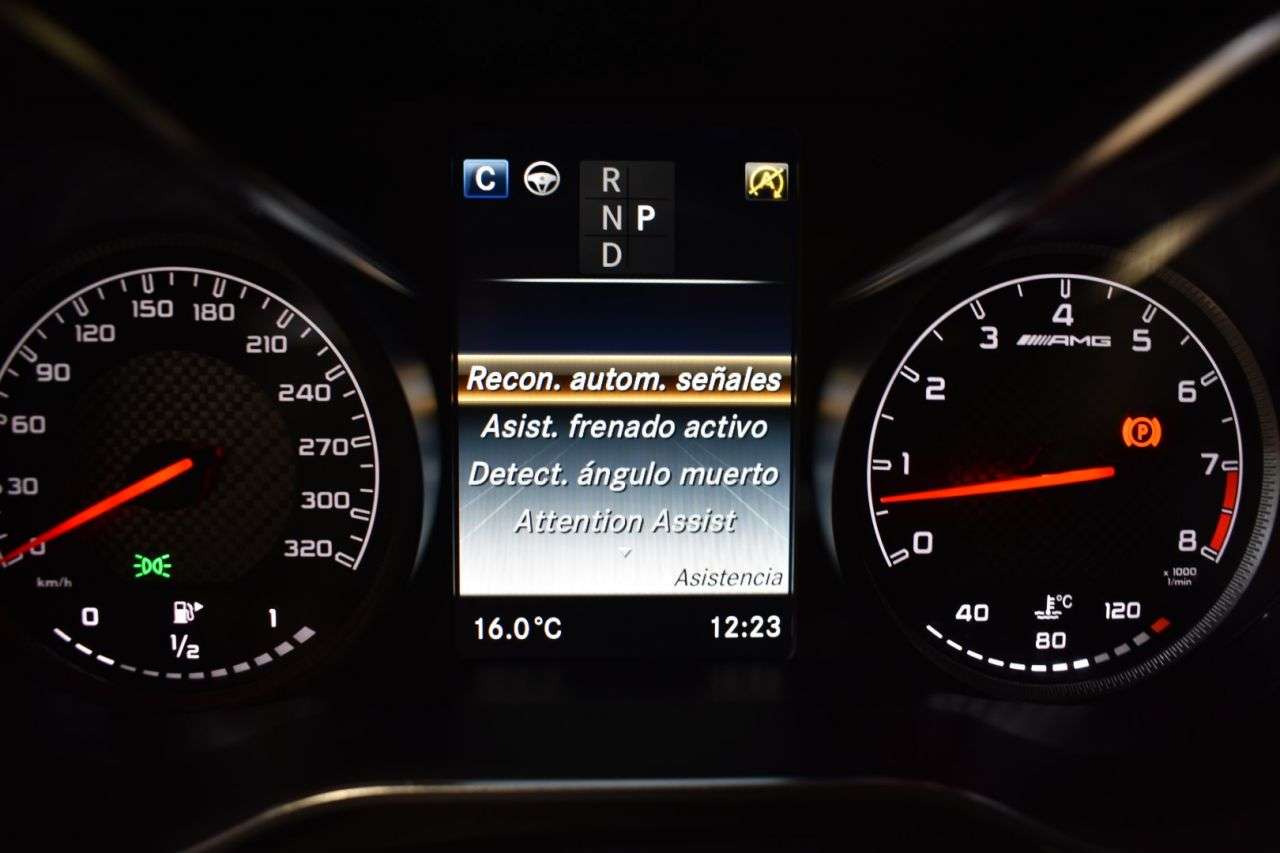 C
R
N P
D
Recon. autom. señales
Asist. frenado activo
Detect. ángulo muerto
Attention Assist
Asistencia
16.0°C 12:23
0
30
60
90
120
150
180
210
240
270
300
320
km/h
0 1/2 1
0
1
2
3
4
5
6
7
8
AMG
P
x 1000
1/min
°C
40 80 120